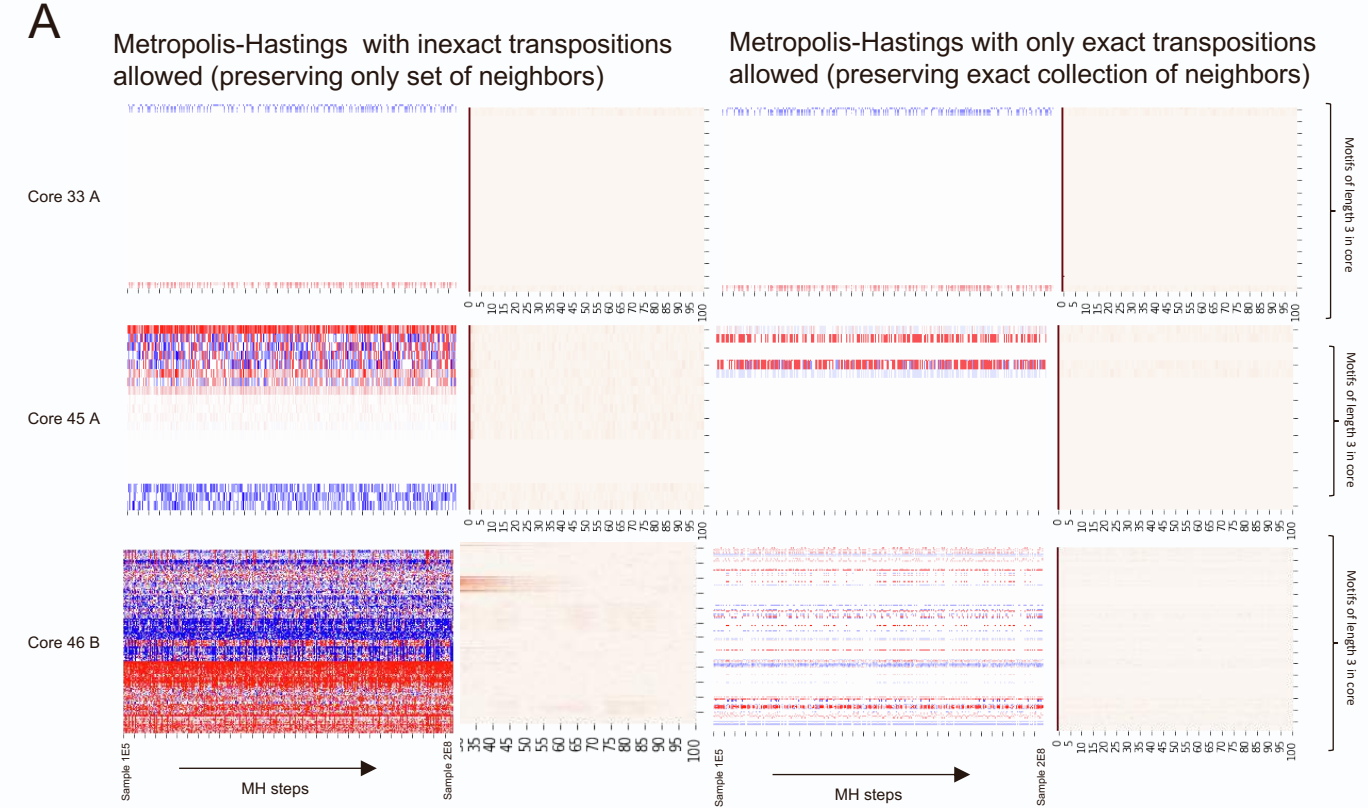 A
Metropolis-Hastings with inexact transpositions
allowed (preserving only set of neighbors)
Metropolis-Hastings with only exact transpositions
allowed (preserving exact collection of neighbors)
Core 33 A
0 5 10 15 20 25 30 35 40 45 50 55 60 65 70 75 80 85 90 95 100
0 5 10 15 20 25 30 35 40 45 50 55 60 65 70 75 80 85 90 95 100
Motifs of length 3 in core
Core 45 A
0 5 10 15 20 25 30 35 40 45 50 55 60 65 70 75 80 85 90 95 100
0 5 10 15 20 25 30 35 40 45 50 55 60 65 70 75 80 85 90 95 100
Motifs of length 3 in core
Core 46 B
35 40 45 50 55 60 65 70 75 80 85 90 95 100
0 5 10 15 20 25 30 35 40 45 50 55 60 65 70 75 80 85 90 95 100
Motifs of length 3 in core
Sample 1E5
MH steps
Sample 2E8
Sample 1E5
MH steps
Sample 2E8